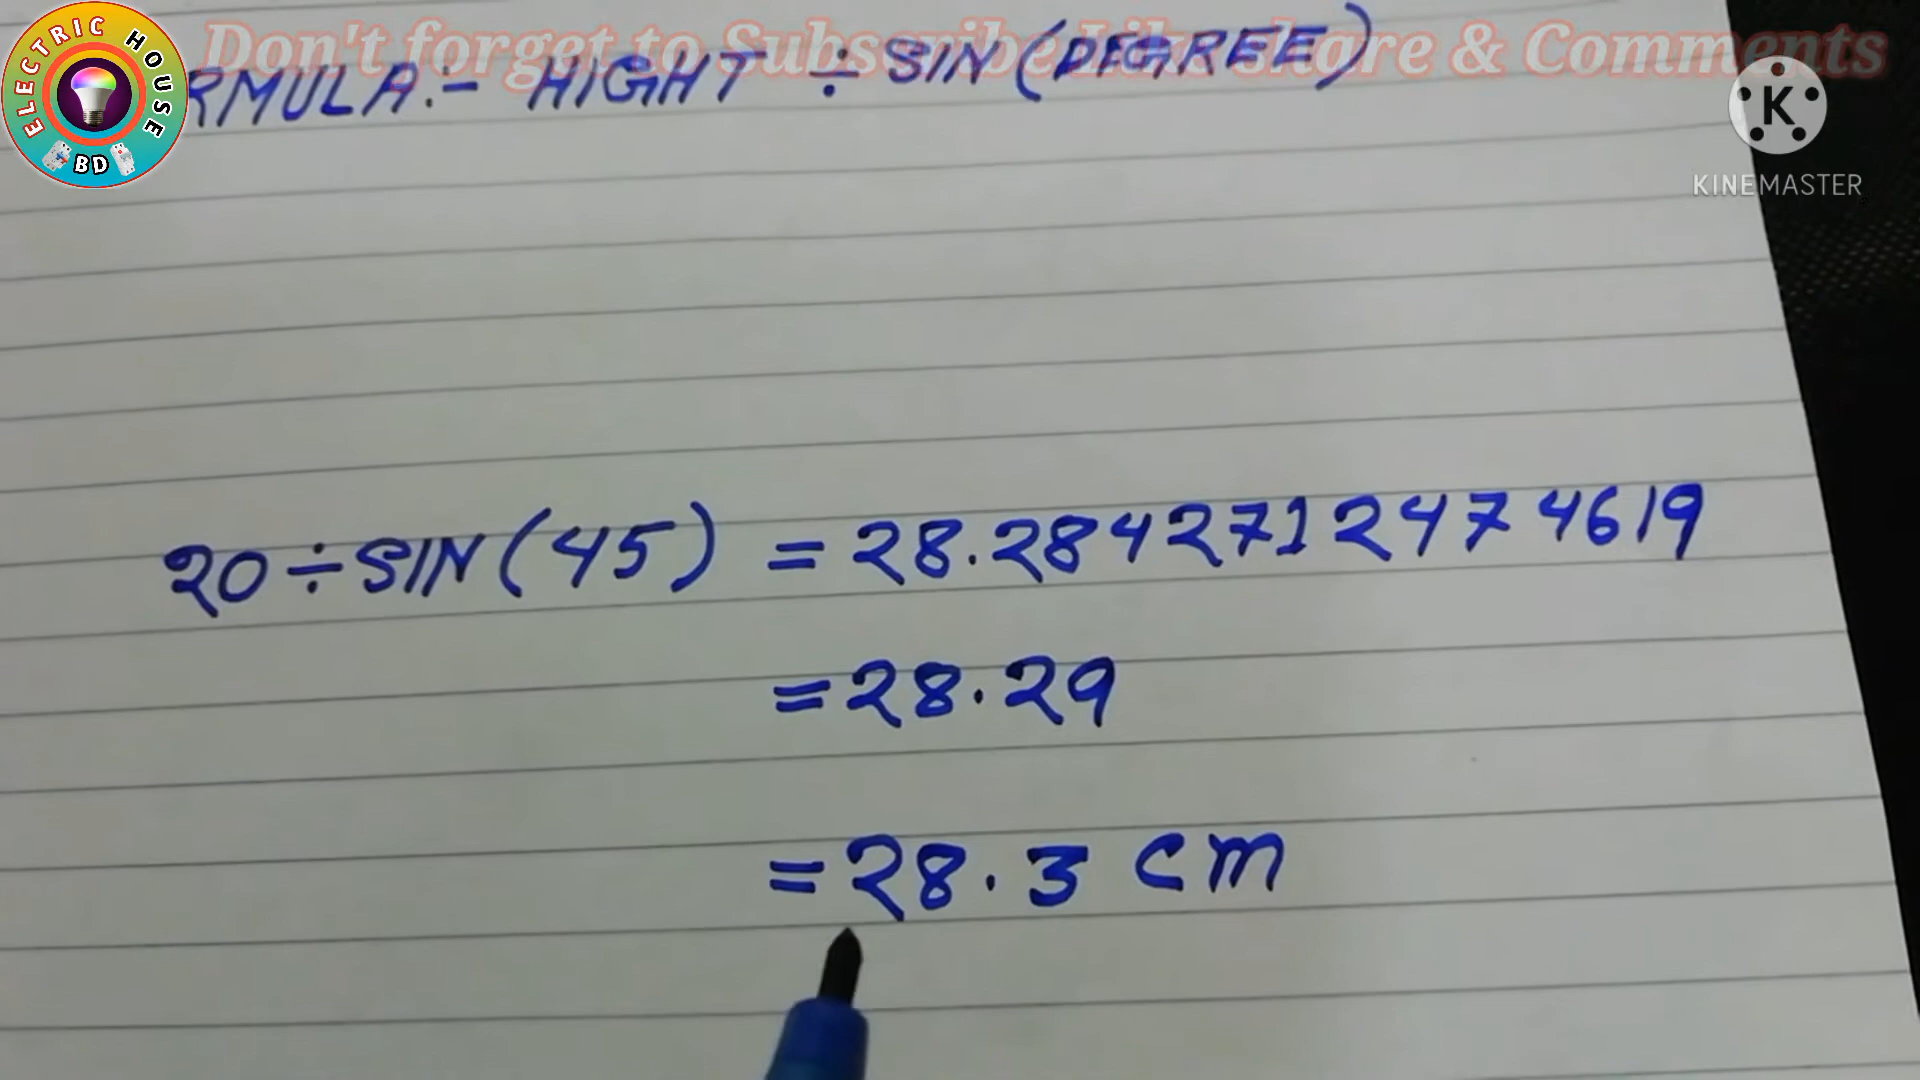 Don't forget to Subscribe Like share & Comments
ELECTRIC HOUSE
BD
RMULA:- HIGHT ÷ SIN (DEGREE)
K
KINEMASTER
20 ÷ SIN (45) = 28.28427124744619
= 28.29
= 28.3 cm